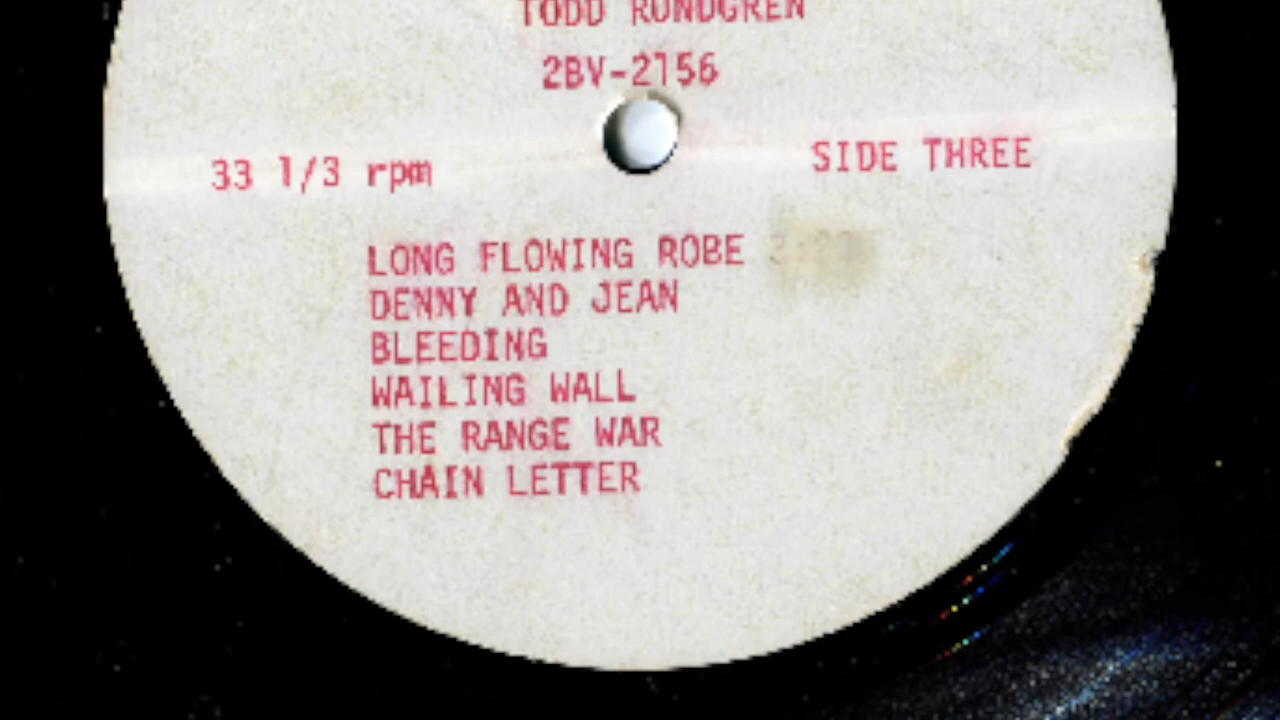 TODD RUNDGREN
2BV-2156
33 1/3 rpm
SIDE THREE
LONG FLOWING ROBE
DENNY AND JEAN
BLEEDING
WAILING WALL
THE RANGE WAR
CHAIN LETTER